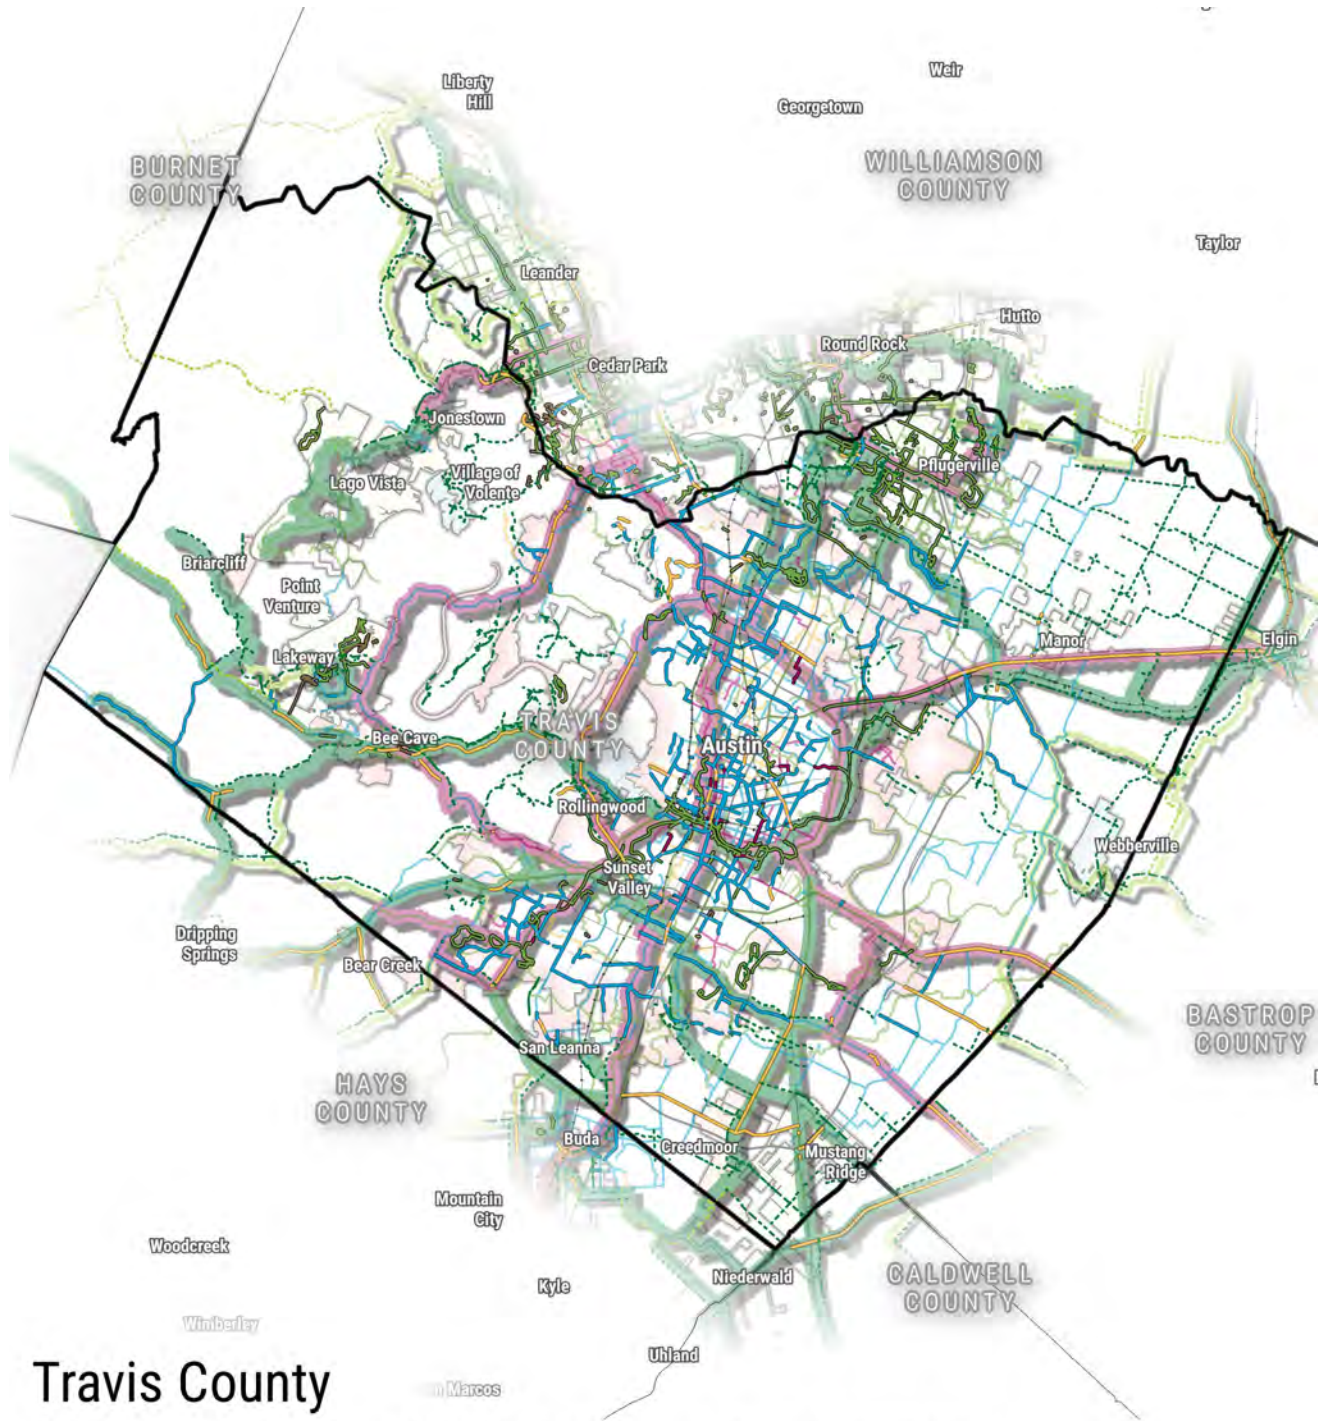 Weir
Liberty
Hill
Georgetown
BURNET
COUNTY
WILLIAMSON
COUNTY
Taylor
Leander
Hutto
Round Rock
Cedar Park
Jonestown
Village of
Volente
Pflugerville
Lago Vista
Briarcliff
Point
Venture
Manor
Elgin
Lakeway
TRAVIS
COUNTY
Bee Cave
Austin
Rollingwood
Webberville
Sunset
Valley
Dripping
Springs
Bear Creek
BASTROP
COUNTY
San Leanna
HAYS
COUNTY
Buda
Creedmoor
Mustang
Ridge
Mountain
City
Woodcreek
Niederwald
CALDWELL
COUNTY
Kyle
Wimberley
Uhland
Marcos
Travis County